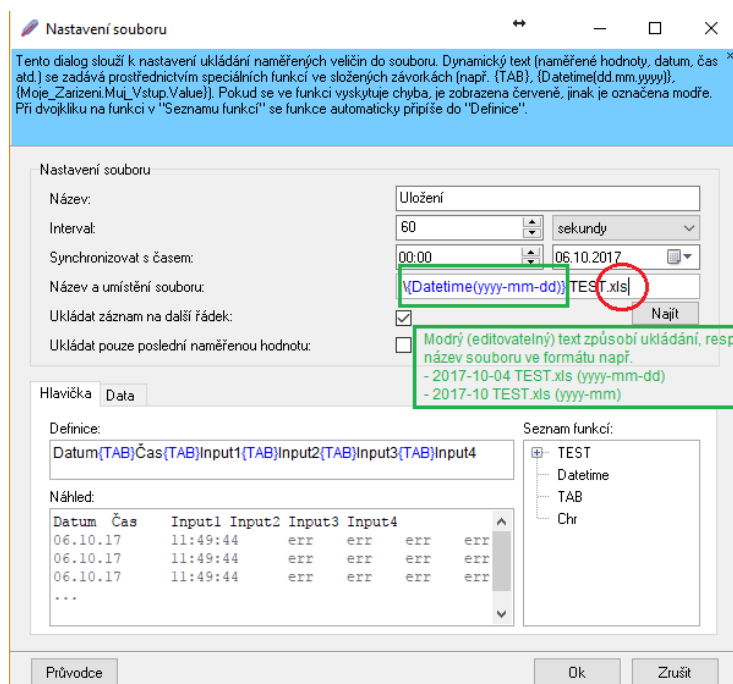 Nastavení souboru
Tento dialog slouží k nastavení ukládání naměřených veličin do souboru. Dynamický text (naměřené hodnoty, datum, čas
atd.) se zadává prostřednictvím speciálních funkcí ve složených závorkách (např. {TAB}, {Datetime(dd.mm.yyyy)},
{Moje_Zarizeni.Muj_Vstup.Value}). Pokud se ve funkci vyskytuje chyba, je zobrazena červeně, jinak je označena modře.
Při dvojkliku na funkci v "Seznamu funkcí" se funkce automaticky připíše do "Definice".
Nastavení souboru
Název: Uložení
Interval: 60 sekundy
Synchronizovat s časem: 00:00 06.10.2017
Název a umístění souboru: \{Datetime(yyyy-mm-dd)} TEST.xls
Ukládat záznam na další řádek: Najít
Ukládat pouze poslední naměřenou hodnotu:
Modrý (editovatelný) text způsobí ukládání, resp
název souboru ve formátu např.
- 2017-10-04 TEST.xls (yyyy-mm-dd)
- 2017-10 TEST.xls (yyyy-mm)
Hlavička Data
Definice:
Datum{TAB}Čas{TAB}Input1{TAB}Input2{TAB}Input3{TAB}Input4
Náhled:
Datum Čas Input1 Input2 Input3 Input4
06.10.17 11:49:44 err err err err
06.10.17 11:49:44 err err err err
06.10.17 11:49:44 err err err err
...
Seznam funkcí:
TEST
Datetime
TAB
Chr
Průvodce Ok Zrušit